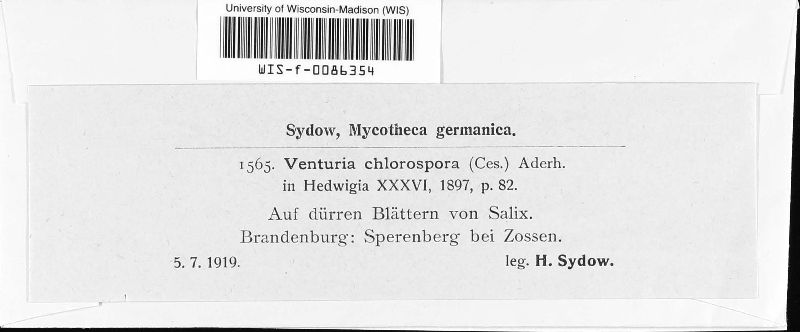 University of Wisconsin-Madison (WIS)
WIS-f-0086354
Sydow, Mycotheca germanica.
1565. Venturia chlorospora (Ces.) Aderh.
in Hedwigia XXXVI, 1897, p. 82.
Auf dürren Blättern von Salix.
Brandenburg: Sperenberg bei Zossen.
5. 7. 1919. leg. H. Sydow.